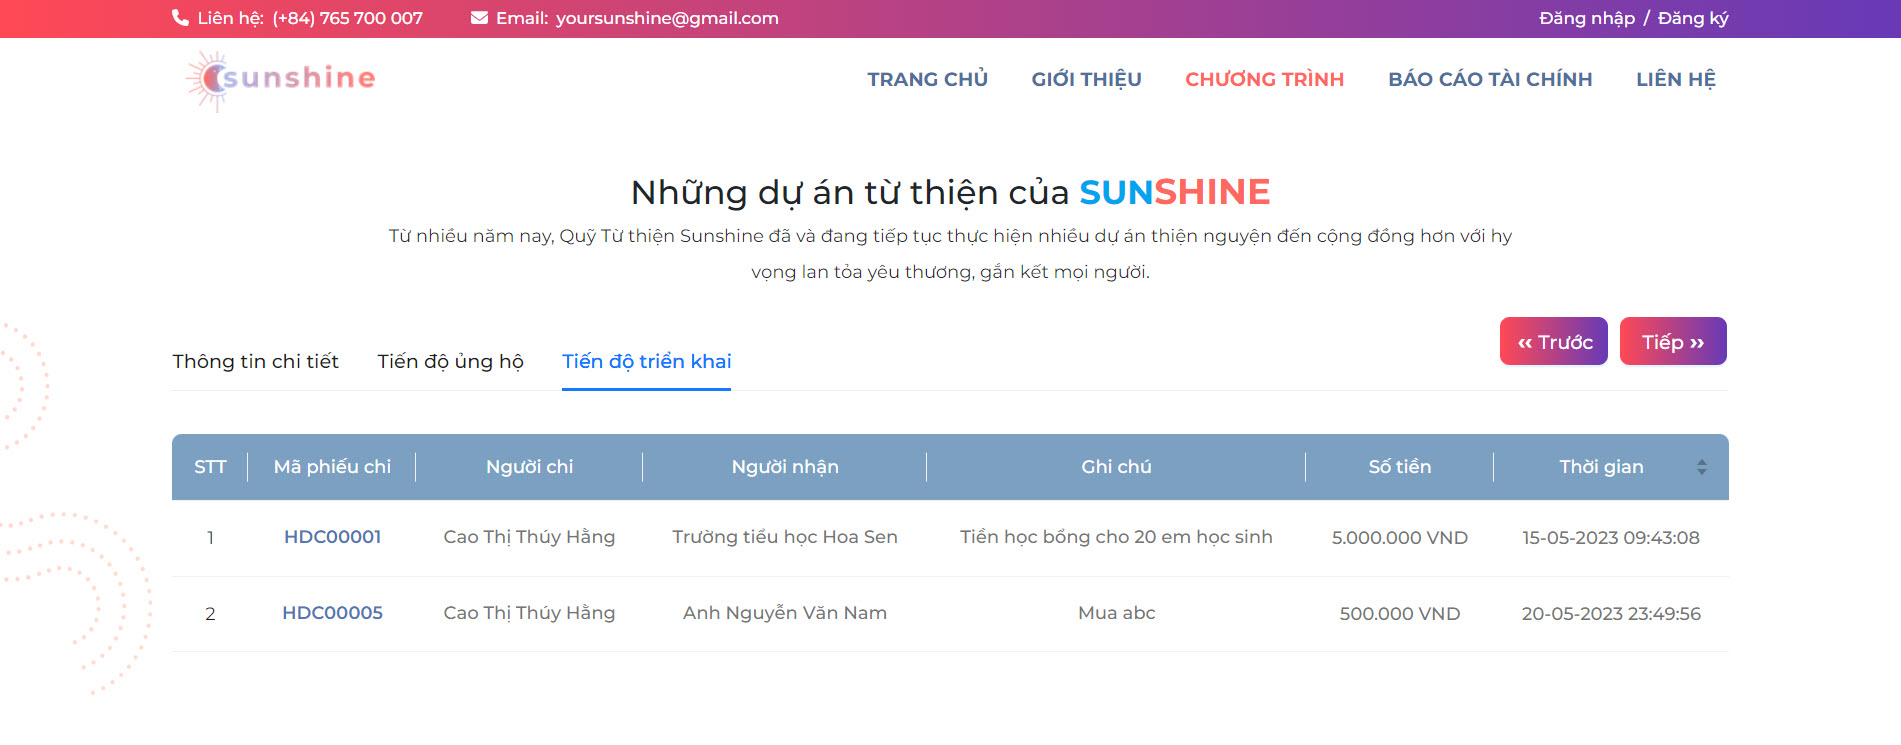 Liên hệ: (+84) 765 700 007 Email: yoursunshine@gmail.com Đăng nhập / Đăng ký
sunshine TRANG CHỦ GIỚI THIỆU CHƯƠNG TRÌNH BÁO CÁO TÀI CHÍNH LIÊN HỆ
Những dự án từ thiện của SUNSHINE
Từ nhiều năm nay, Quỹ Từ thiện Sunshine đã và đang tiếp tục thực hiện nhiều dự án thiện nguyện đến cộng đồng hơn với hy
vọng lan tỏa yêu thương, gắn kết mọi người.
‹‹ Trước Tiếp ››
Thông tin chi tiết Tiến độ ủng hộ Tiến độ triển khai
STT Mã phiếu chi Người chi Người nhận Ghi chú Số tiền Thời gian
1 HDC00001 Cao Thị Thúy Hằng Trường tiểu học Hoa Sen Tiền học bổng cho 20 em học sinh 5.000.000 VND 15-05-2023 09:43:08
2 HDC00005 Cao Thị Thúy Hằng Anh Nguyễn Văn Nam Mua abc 500.000 VND 20-05-2023 23:49:56